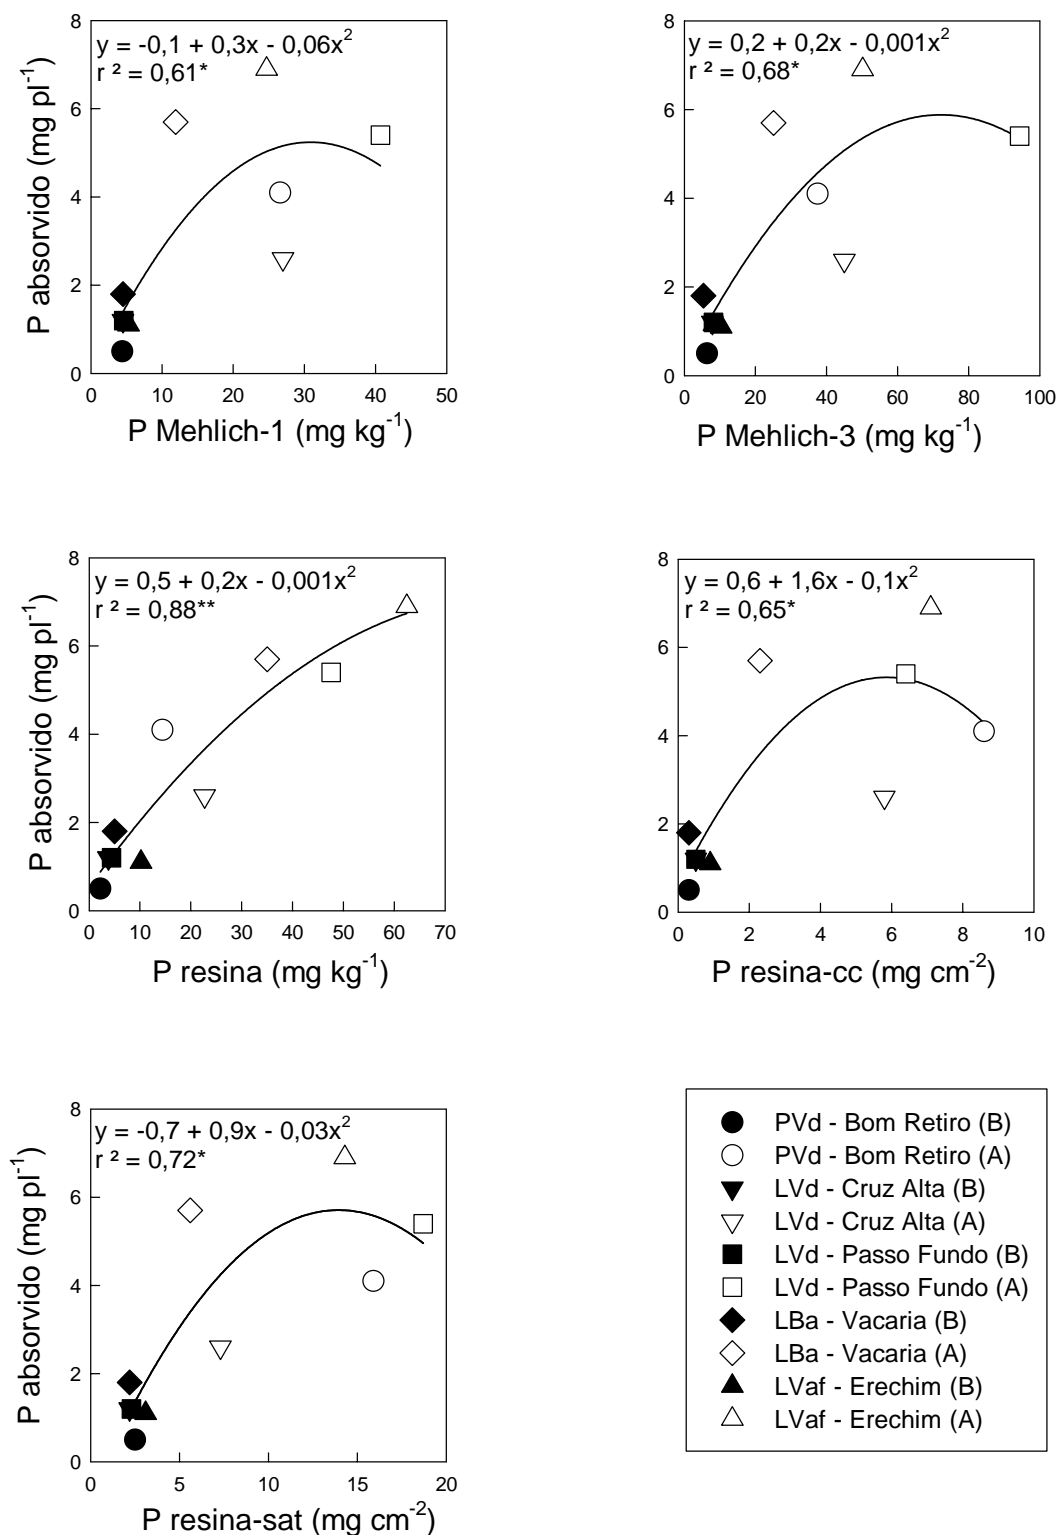 y = -0,1 + 0,3x - 0,06x²
r ² = 0,61*
P absorvido (mg pl⁻¹)
8
6
4
2
0
0 10 20 30 40 50
P Mehlich-1 (mg kg⁻¹)
y = 0,2 + 0,2x - 0,001x²
r ² = 0,68*
P absorvido (mg pl⁻¹)
8
6
4
2
0
0 20 40 60 80 100
P Mehlich-3 (mg kg⁻¹)
y = 0,5 + 0,2x - 0,001x²
r ² = 0,88**
P absorvido (mg pl⁻¹)
8
6
4
2
0
0 10 20 30 40 50 60 70
P resina (mg kg⁻¹)
y = 0,6 + 1,6x - 0,1x²
r ² = 0,65*
P absorvido (mg pl⁻¹)
8
6
4
2
0
0 2 4 6 8 10
P resina-cc (mg cm⁻²)
y = -0,7 + 0,9x - 0,03x²
r ² = 0,72*
P absorvido (mg pl⁻¹)
8
6
4
2
0
0 5 10 15 20
P resina-sat (mg cm⁻²)
PVd - Bom Retiro (B)
PVd - Bom Retiro (A)
LVd - Cruz Alta (B)
LVd - Cruz Alta (A)
LVd - Passo Fundo (B)
LVd - Passo Fundo (A)
LBa - Vacaria (B)
LBa - Vacaria (A)
LVaf - Erechim (B)
LVaf - Erechim (A)